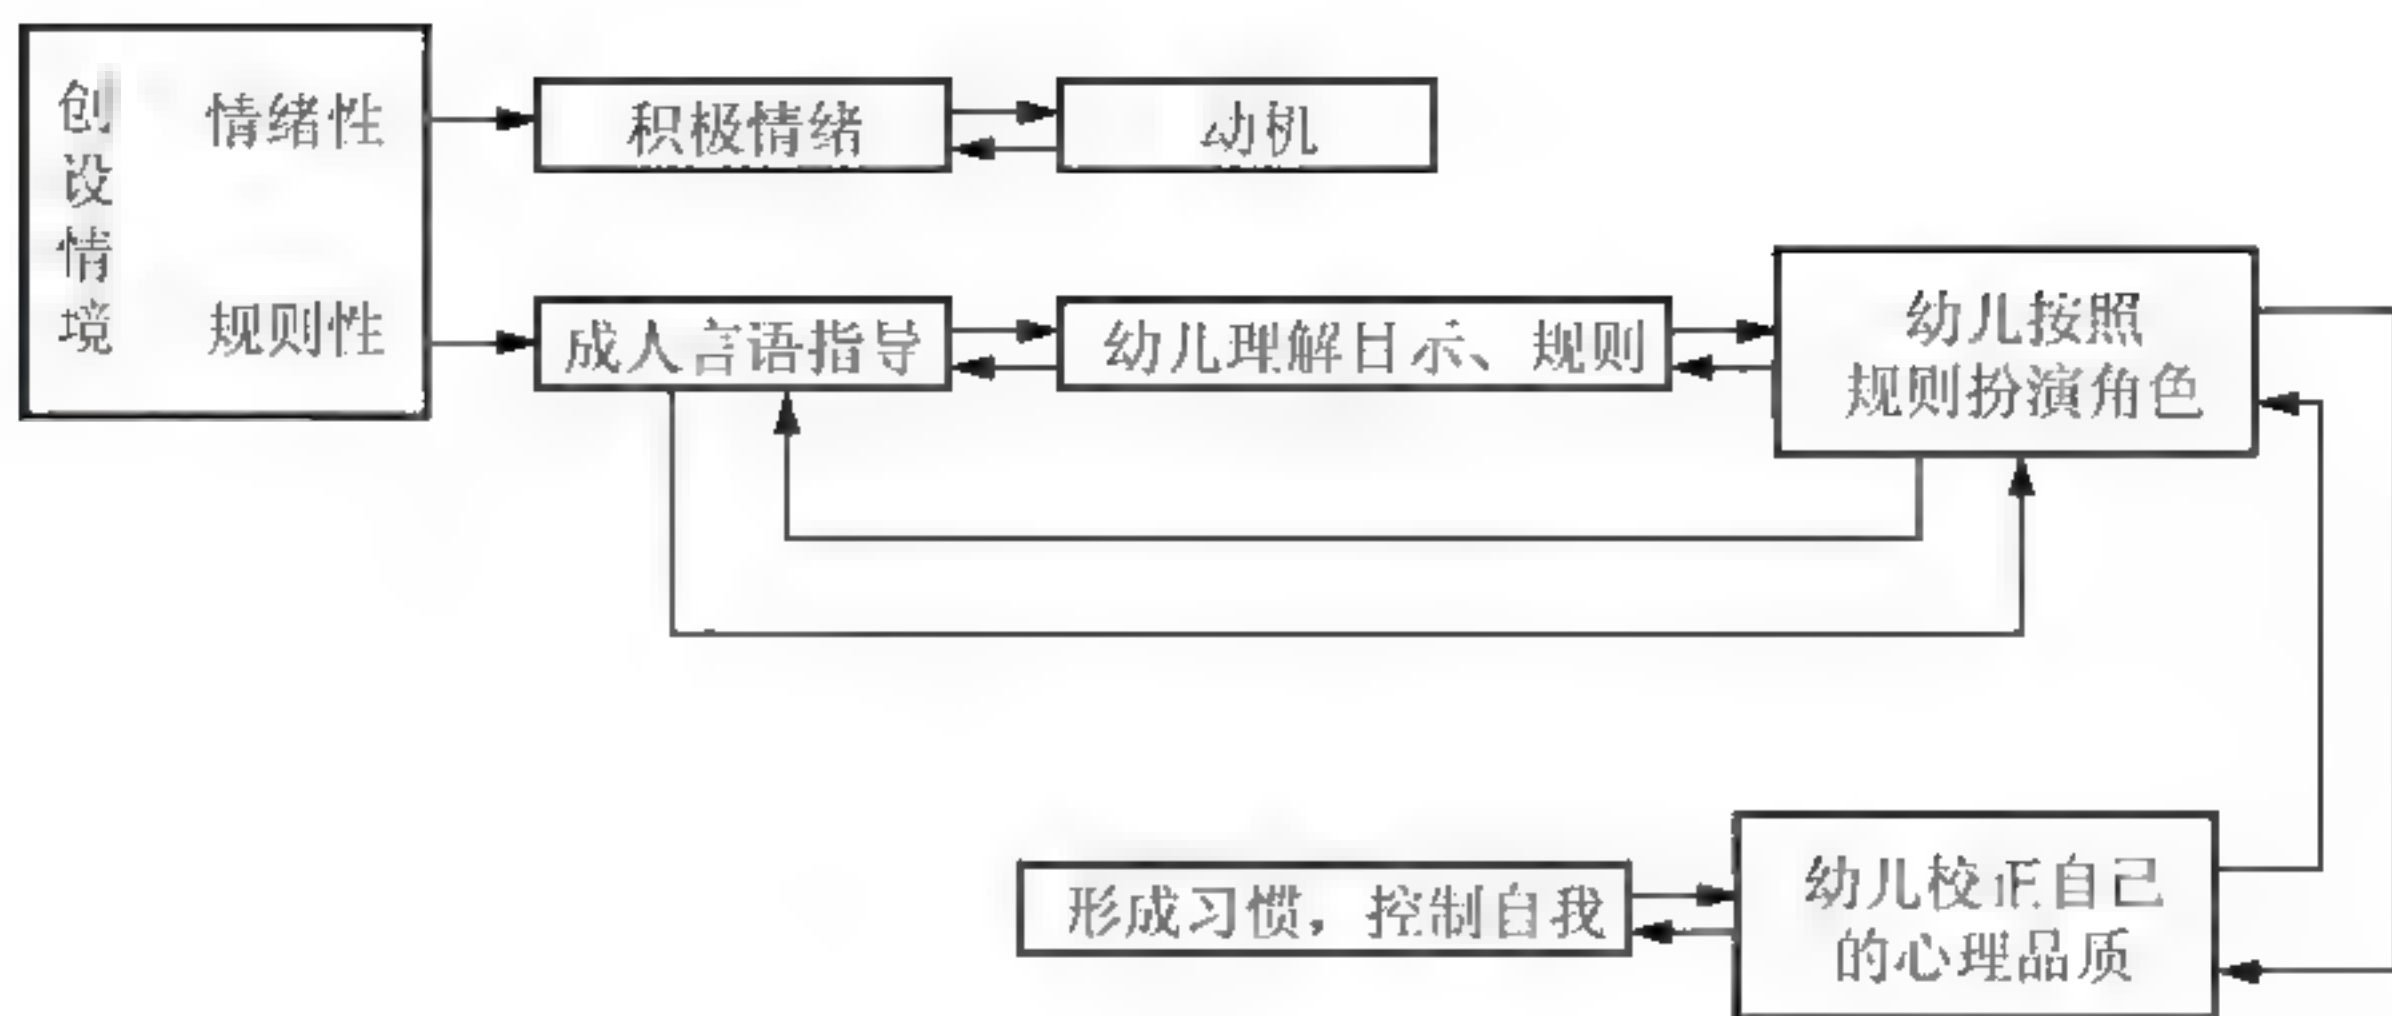 创设情境
情绪性
积极情绪
动机
规则性
成人言语指导
幼儿理解目示、规则
幼儿按照
规则扮演角色
形成习惯，控制自我
幼儿校正自己
的心理品质